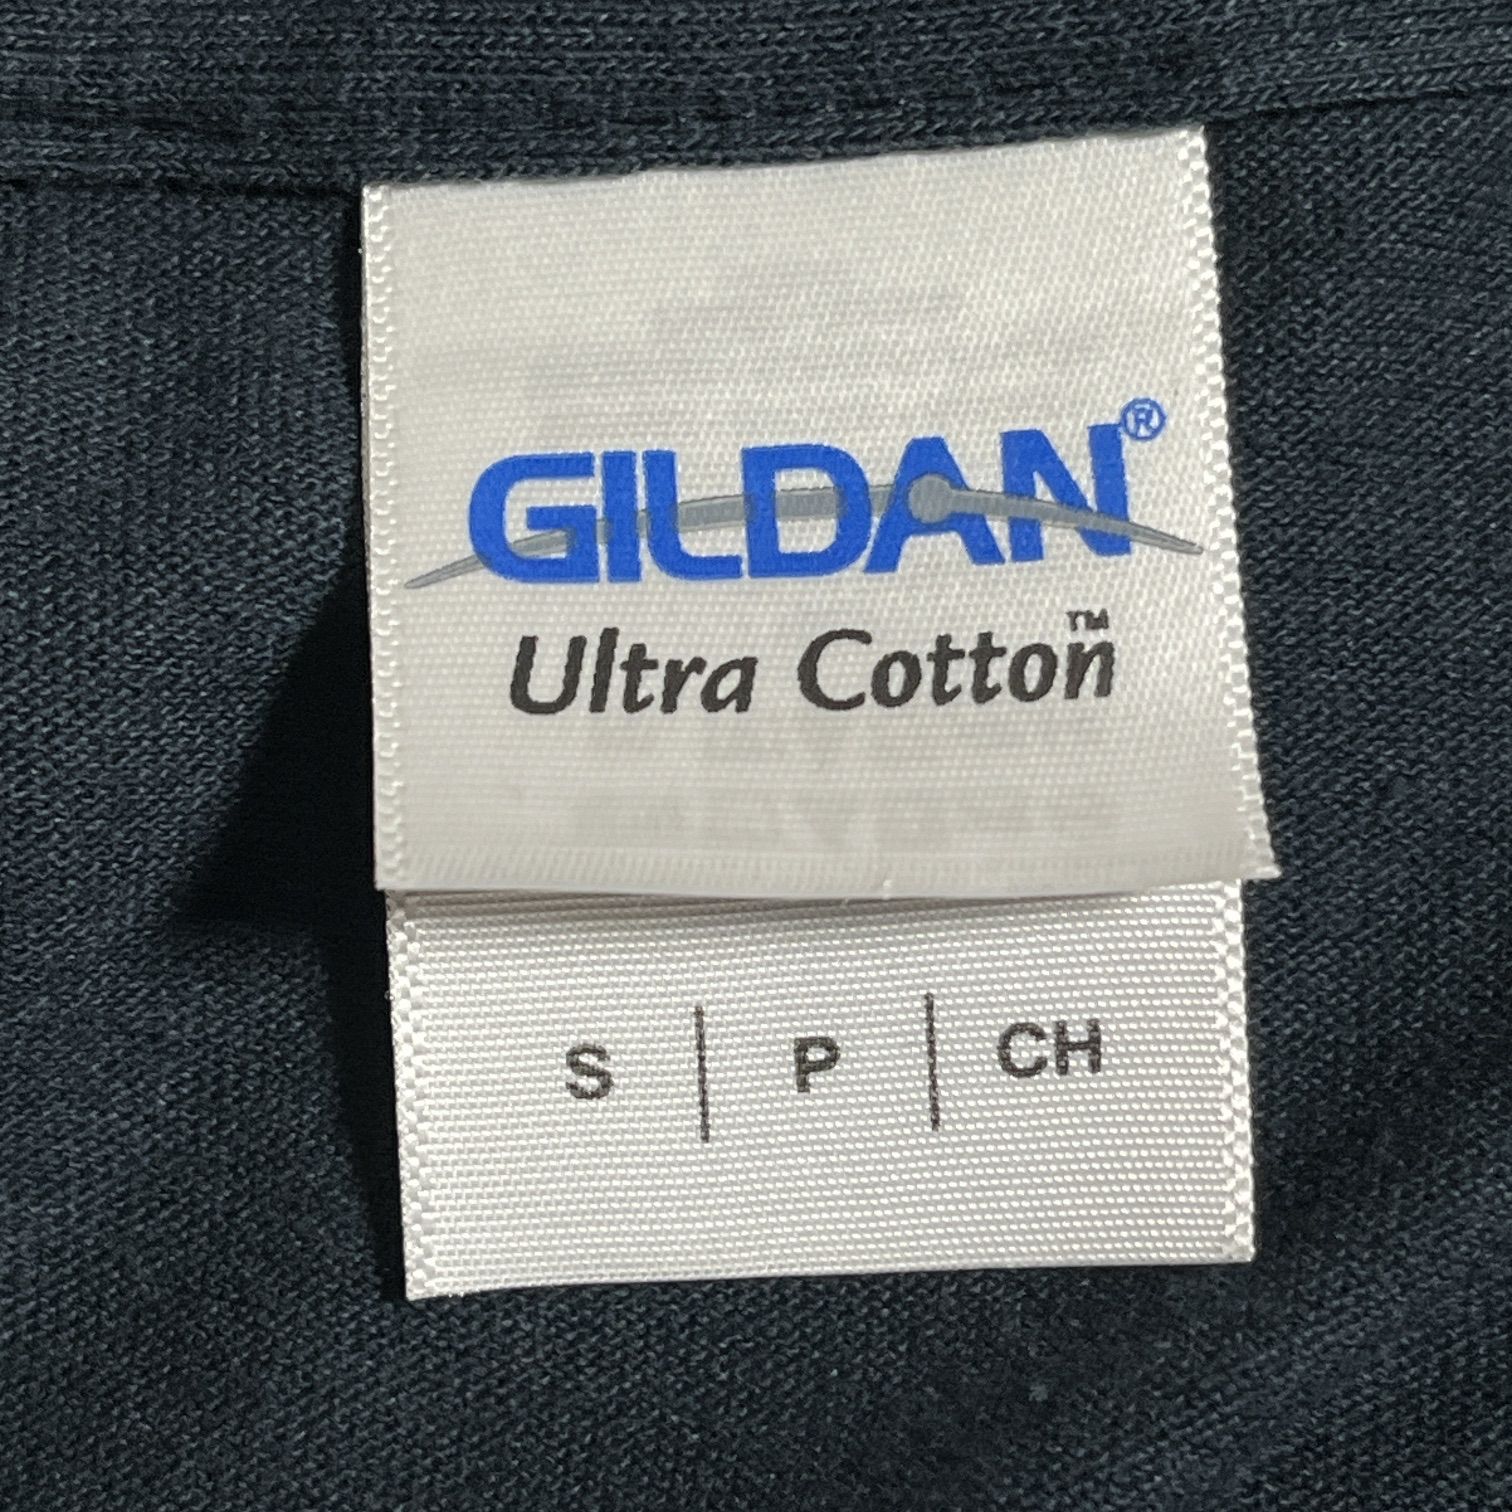 GILDAN®
Ultra Cotton™
S | P | CH